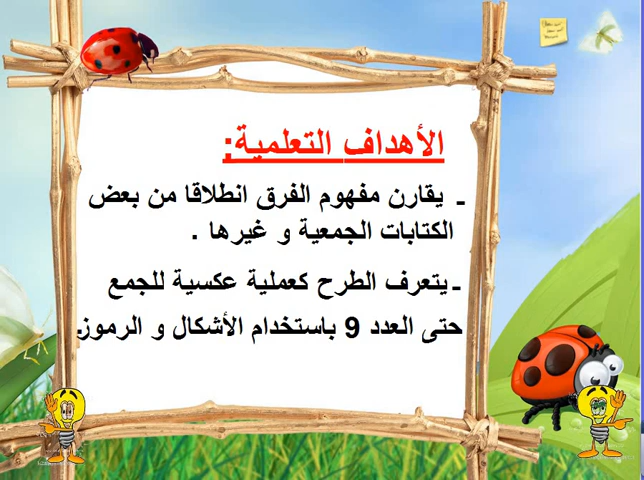 الأهداف التعلمية:
ـ يقارن مفهوم الفرق انطلاقا من بعض
الكتابات الجمعية و غيرها .
ـ يتعرف الطرح كعملية عكسية للجمع
حتى العدد 9 باستخدام الأشكال و الرموز.